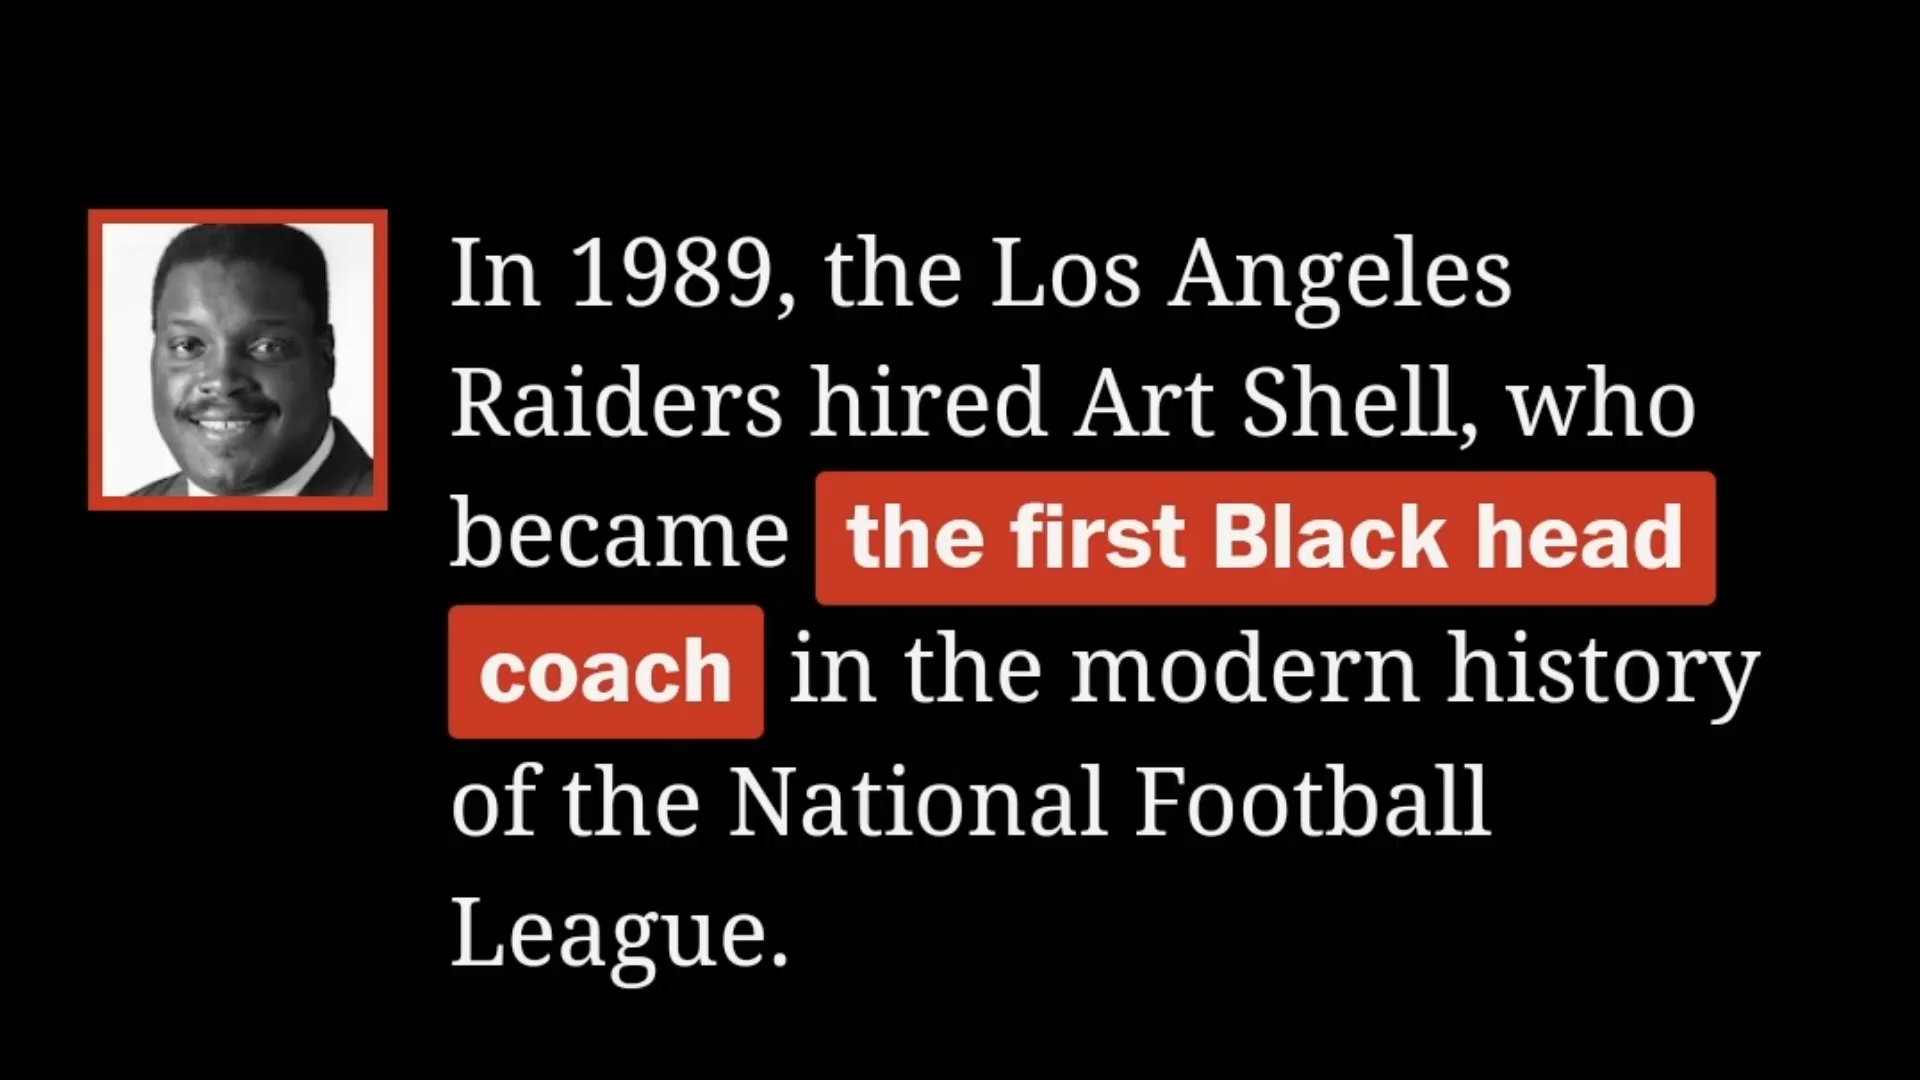 In 1989, the Los Angeles
Raiders hired Art Shell, who
became the first Black head
coach in the modern history
of the National Football
League.